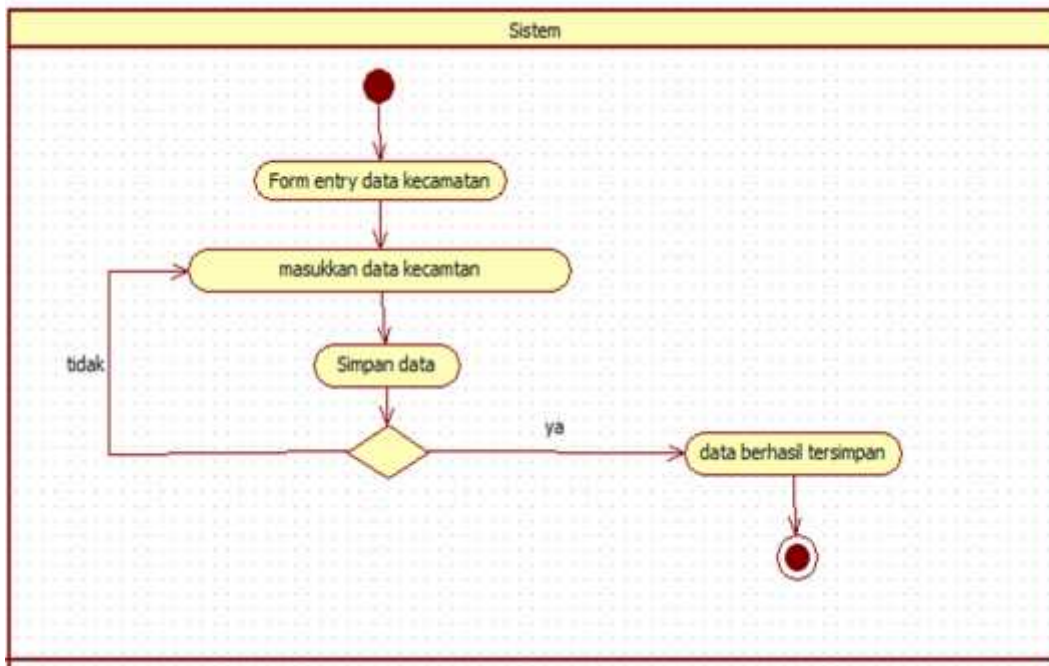 Sistem
Form entry data kecamatan
masukkan data kecamtan
Simpan data
tidak
ya
data berhasil tersimpan